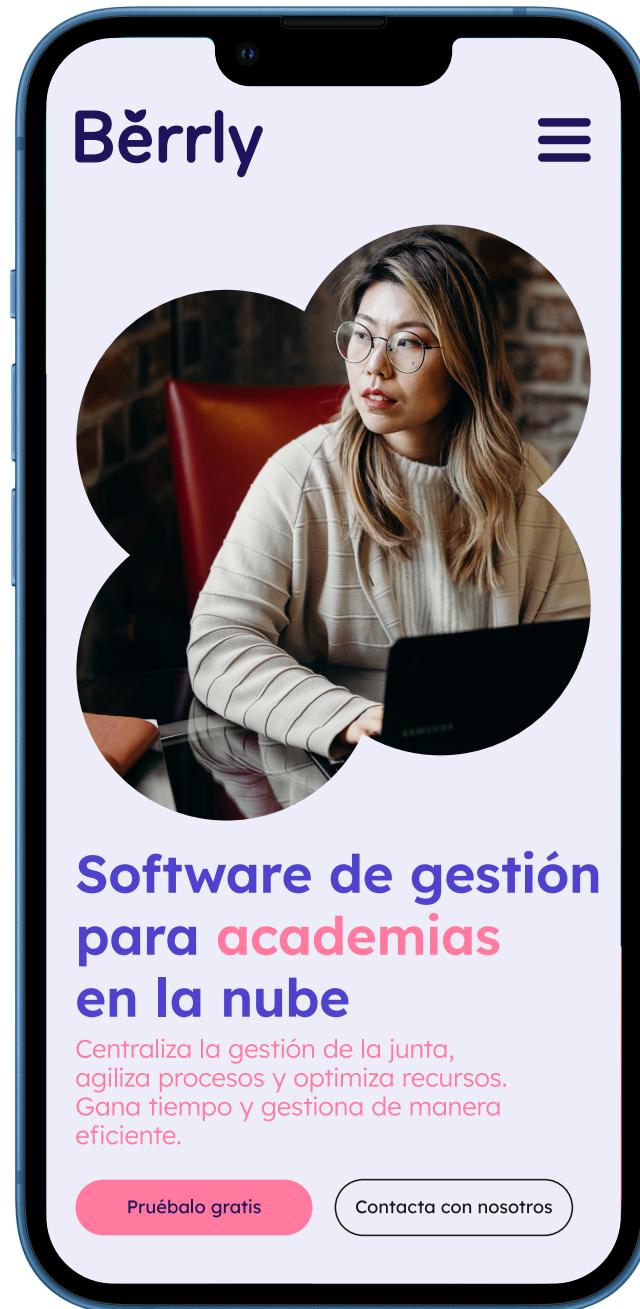 Bĕrrly
SAMSUNG
Software de gestión
para academias
en la nube
Centraliza la gestión de la junta,
agiliza procesos y optimiza recursos.
Gana tiempo y gestiona de manera
eficiente.
Pruébalo gratis
Contacta con nosotros